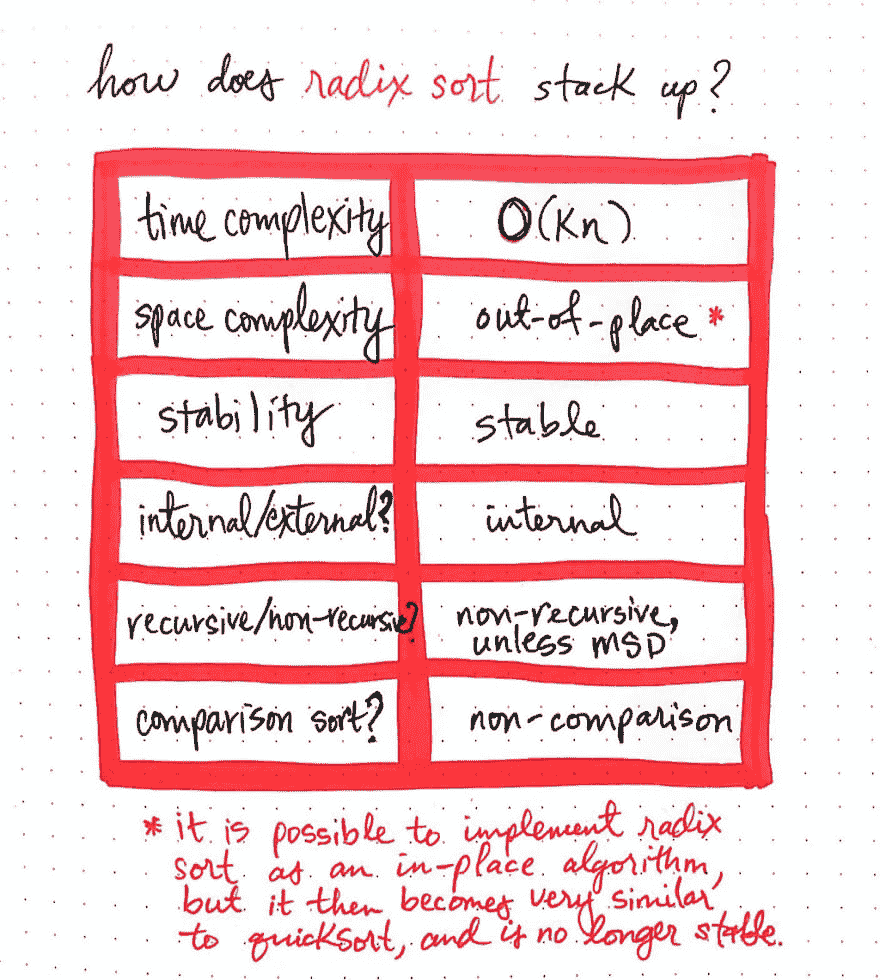 how does radix sort stack up?
time complexity O(Kn)
space complexity out-of-place *
stability stable
internal/external? internal
recursive/non-recursive? non-recursive,
unless MSD
comparison sort? non-comparison
* it is possible to implement radix
sort as an in-place algorithm,
but it then becomes very similar
to quicksort, and is no longer stable.